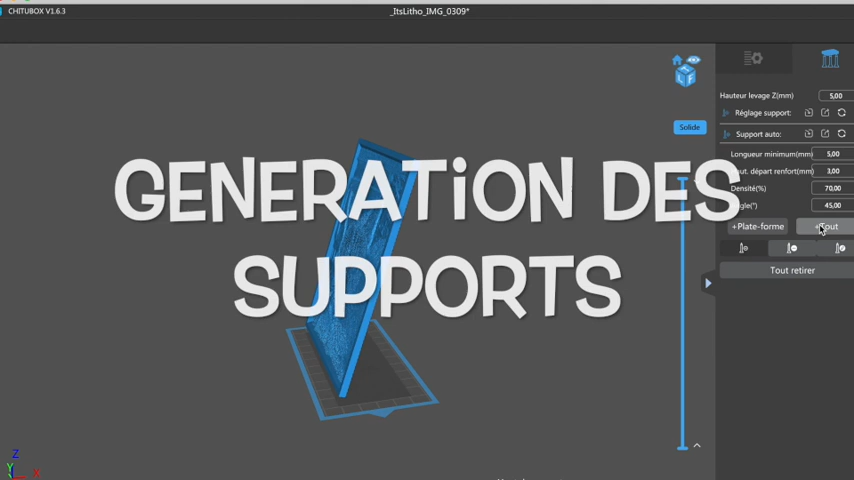 CHITUBOX V1.6.3
_ItsLitho_IMG_0309*
Hauteur levage Z(mm) 5,00
Réglage support:
Solide
Support auto:
Longueur minimum(mm) 5,00
départ renfort(mm) 3,00
GENERATION DES
Densité(%) 70,00
45,00
+Plate-forme
SUPPORTS
Tout retirer
Z
Y
X